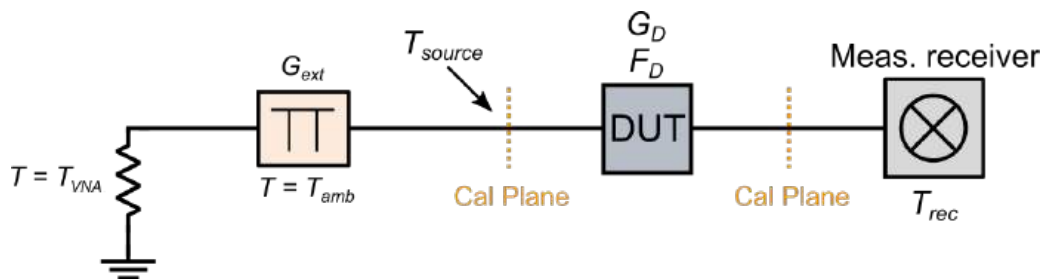 G_D
F_D
T_source
Meas. receiver
G_ext
DUT
T = T_VNA
T = T_amb
Cal Plane
Cal Plane
T_rec